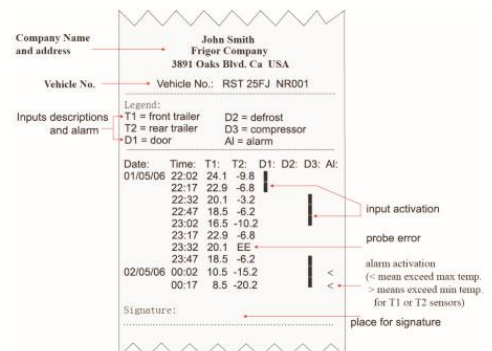 Company Name
and address
John Smith
Frigor Company
3891 Oaks Blvd. Ca  USA
Vehicle No.
Vehicle No.:  RST 25FJ  NR001
Inputs descriptions
and alarm
Legend:
T1 = front trailer    D2 = defrost
T2 = rear trailer    D3 = compressor
D1 = door    AI = alarm
Date:    Time:  T1:  T2:  D1:  D2:  D3:  AI:
01/05/06  22:02  24.1  -9.8
22:17  22.9  -6.8
22:32  20.1  -3.2
22:47  18.5  -6.2
23:02  16.5  -10.2
23:17  22.9  -6.8
23:32  20.1  EE
23:47  18.5  -6.2
02/05/06  00:02  10.5  -15.2  <
00:17  8.5  -20.2  <
input activation
probe error
alarm activation
(< mean exceed max temp.
> means exceed min temp.
for T1 or T2 sensors)
Signature:
place for signature